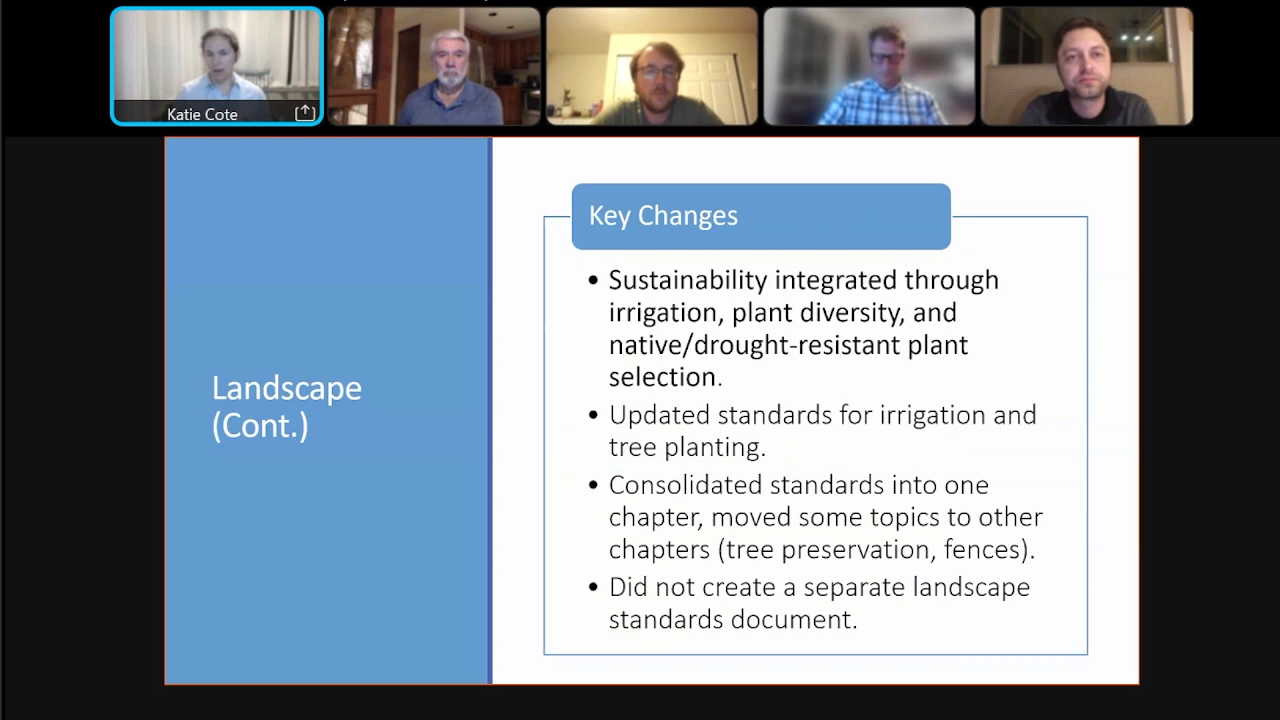 Katie Cote
Key Changes
• Sustainability integrated through
irrigation, plant diversity, and
native/drought-resistant plant
selection.
• Updated standards for irrigation and
tree planting.
• Consolidated standards into one
chapter, moved some topics to other
chapters (tree preservation, fences).
• Did not create a separate landscape
standards document.
Landscape
(Cont.)